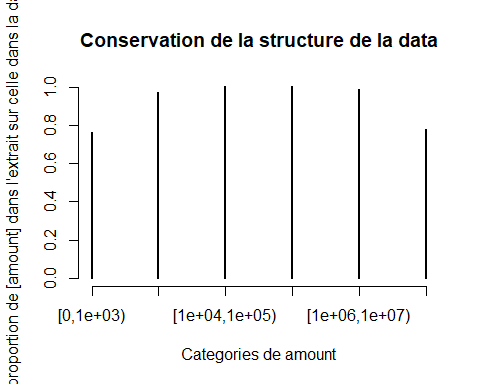 Conservation de la structure de la data
proportion de [amount] dans l'extrait sur celle dans la
1.0
0.8
0.6
0.4
0.2
0.0
[0,1e+03)
[1e+04,1e+05)
[1e+06,1e+07)
Categories de amount